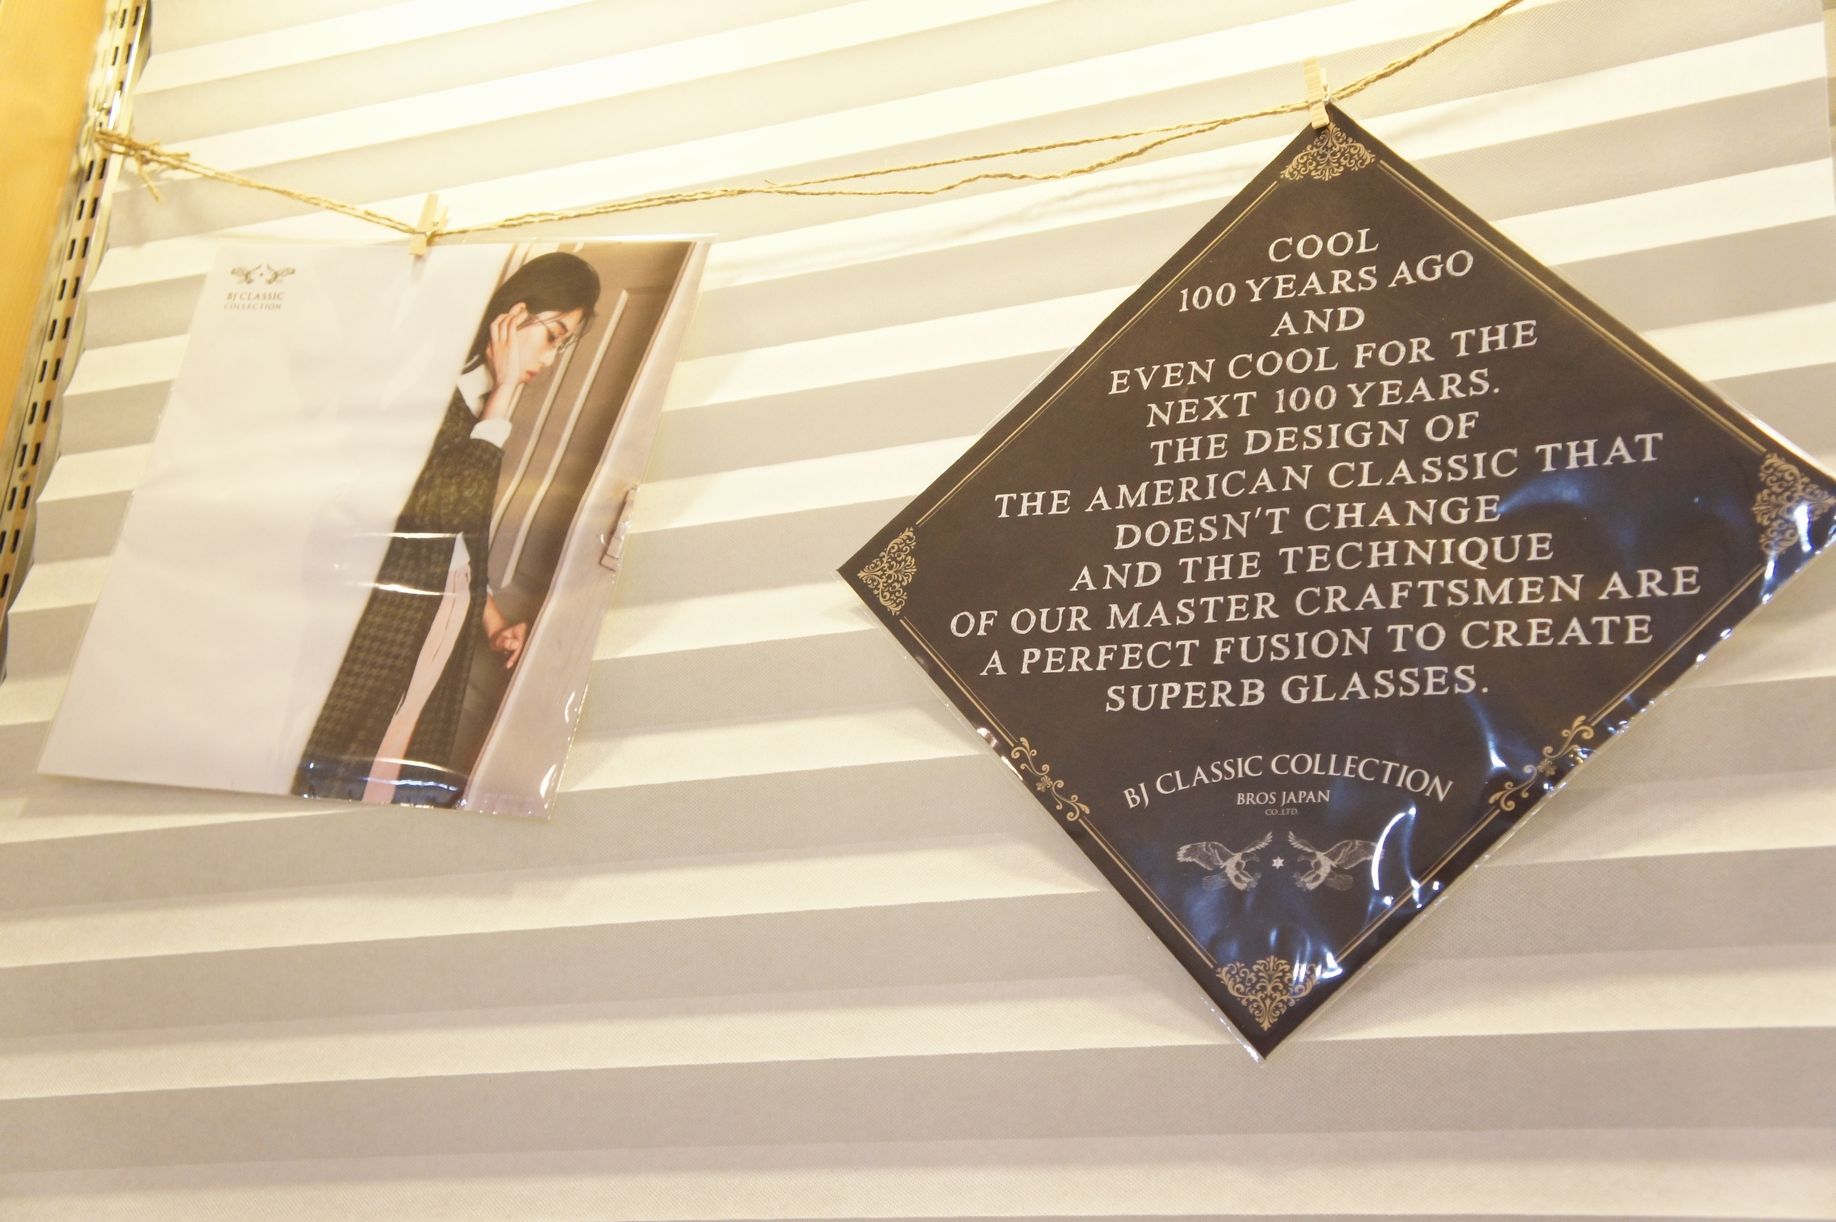 BJ CLASSIC
COLLECTION
COOL
100 YEARS AGO
AND
EVEN COOL FOR THE
NEXT 100 YEARS.
THE DESIGN OF
THE AMERICAN CLASSIC THAT
DOESN'T CHANGE
AND THE TECHNIQUE
OF OUR MASTER CRAFTSMEN ARE
A PERFECT FUSION TO CREATE
SUPERB GLASSES.
BJ CLASSIC COLLECTION
BROS JAPAN
CO.,LTD.